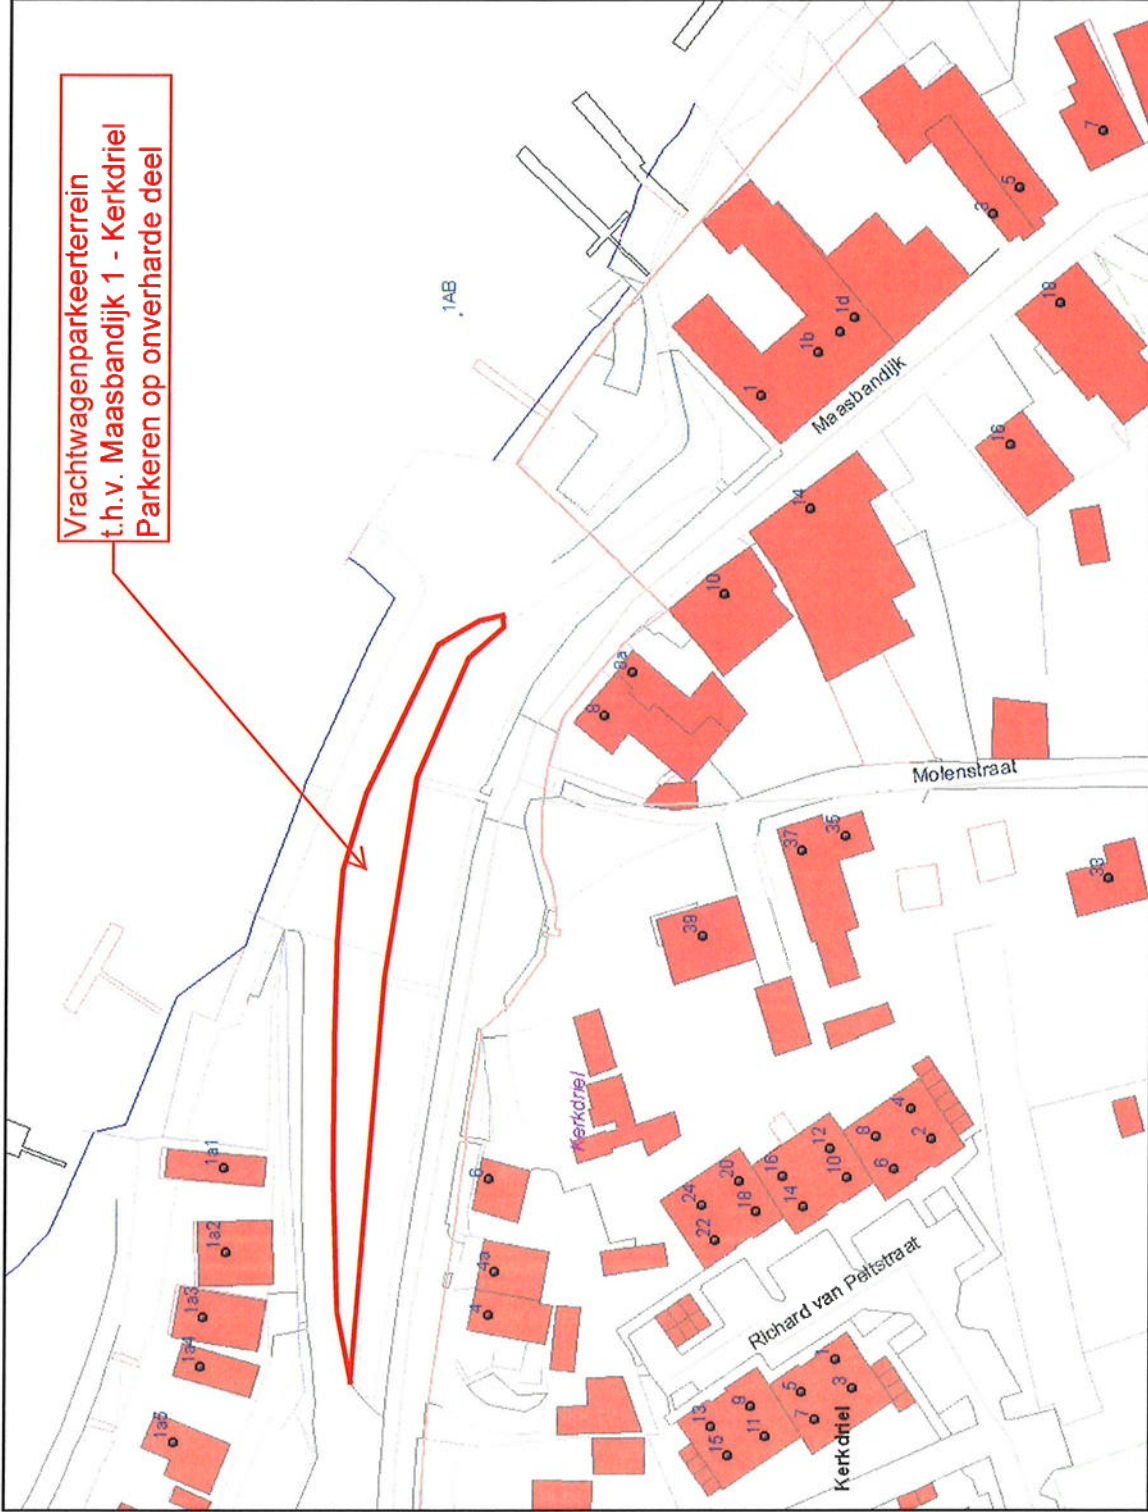 Vrachtwagenparkeerterrein
t.h.v. Maasbandijk 1 - Kerkdriel
Parkeren op onverharde deel
1AB
7
5
3
1d
1b
1
18
Maasbandijk
16
14
10
8a
8
Molenstraat
37
35
33
39
Kerkdriel
1a1
1a2
1a3
1a4
1a5
6
4a
4
24
22
20
18
16
14
12
10
8
6
4
2
Richard van Peltstraat
13
15
9
11
5
7
1
3
Kerkdriel